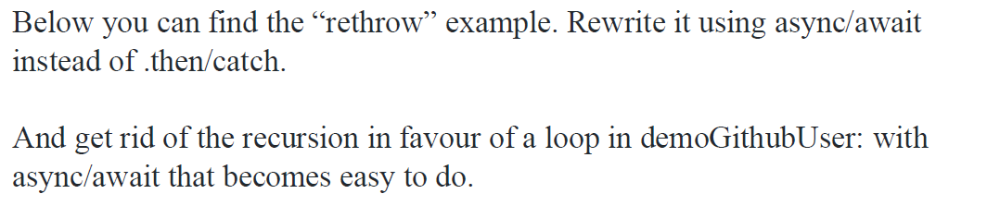 Below you can find the “rethrow” example. Rewrite it using async/await
instead of .then/catch.
And get rid of the recursion in favour of a loop in demoGithubUser: with
async/await that becomes easy to do.